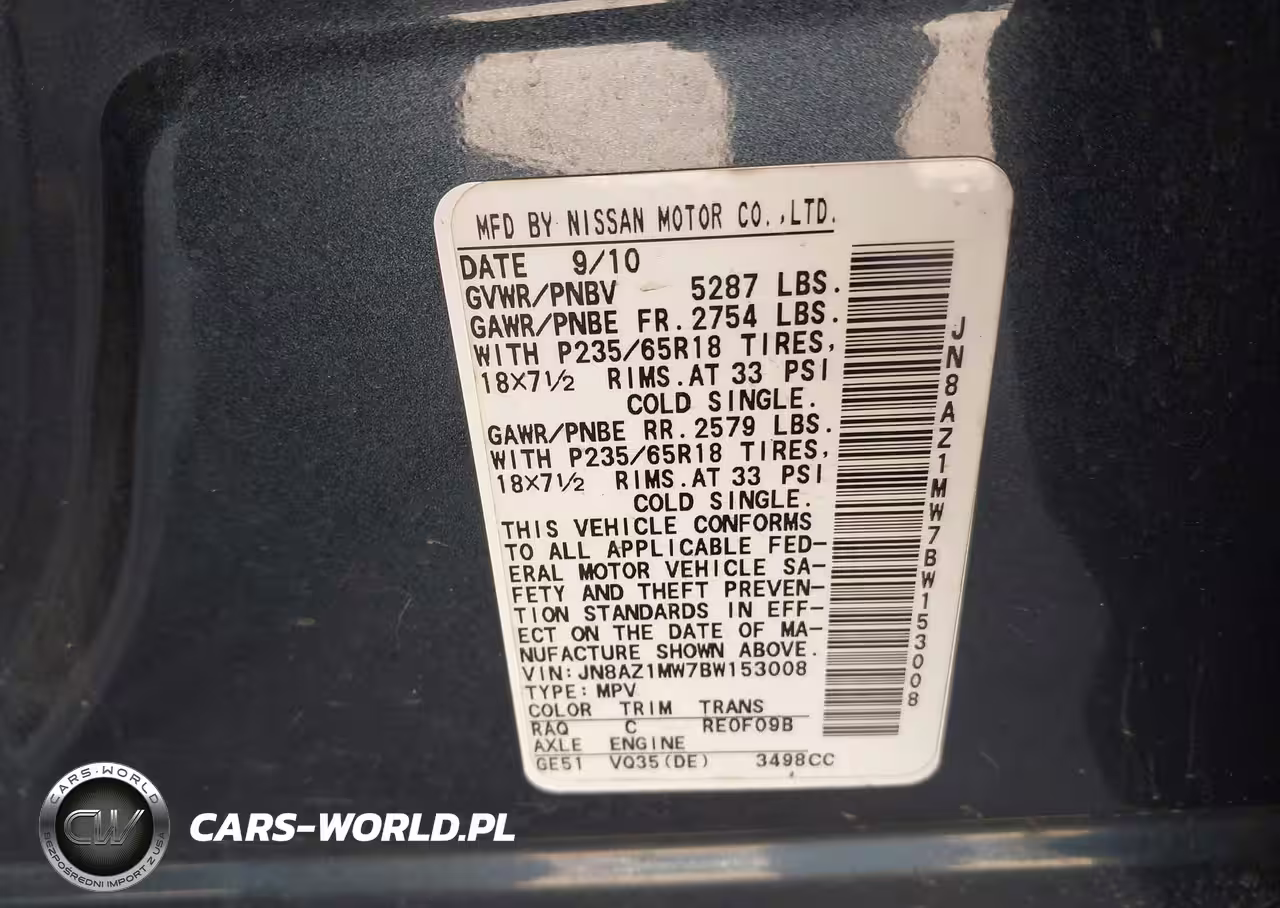 MFD BY NISSAN MOTOR CO.,LTD.
DATE 9/10
GVWR/PNBV 5287 LBS.
GAWR/PNBE FR.2754 LBS.
WITH P235/65R18 TIRES,
18×7½ RIMS.AT 33 PSI
COLD SINGLE.
GAWR/PNBE RR.2579 LBS.
WITH P235/65R18 TIRES,
18×7½ RIMS.AT 33 PSI
COLD SINGLE.
THIS VEHICLE CONFORMS
TO ALL APPLICABLE FED-
ERAL MOTOR VEHICLE SA-
FETY AND THEFT PREVEN-
TION STANDARDS IN EFF-
ECT ON THE DATE OF MA-
NUFACTURE SHOWN ABOVE.
VIN:JN8AZ1MW7BW153008
TYPE:MPV
COLOR TRIM TRANS
RAQ C RE0F09B
AXLE ENGINE
GE51 VQ35(DE) 3498CC
JN8AZ1MW7BW153008
CARS-WORLD
CW
BEZPOŚREDNI IMPORT Z USA
CARS-WORLD.PL